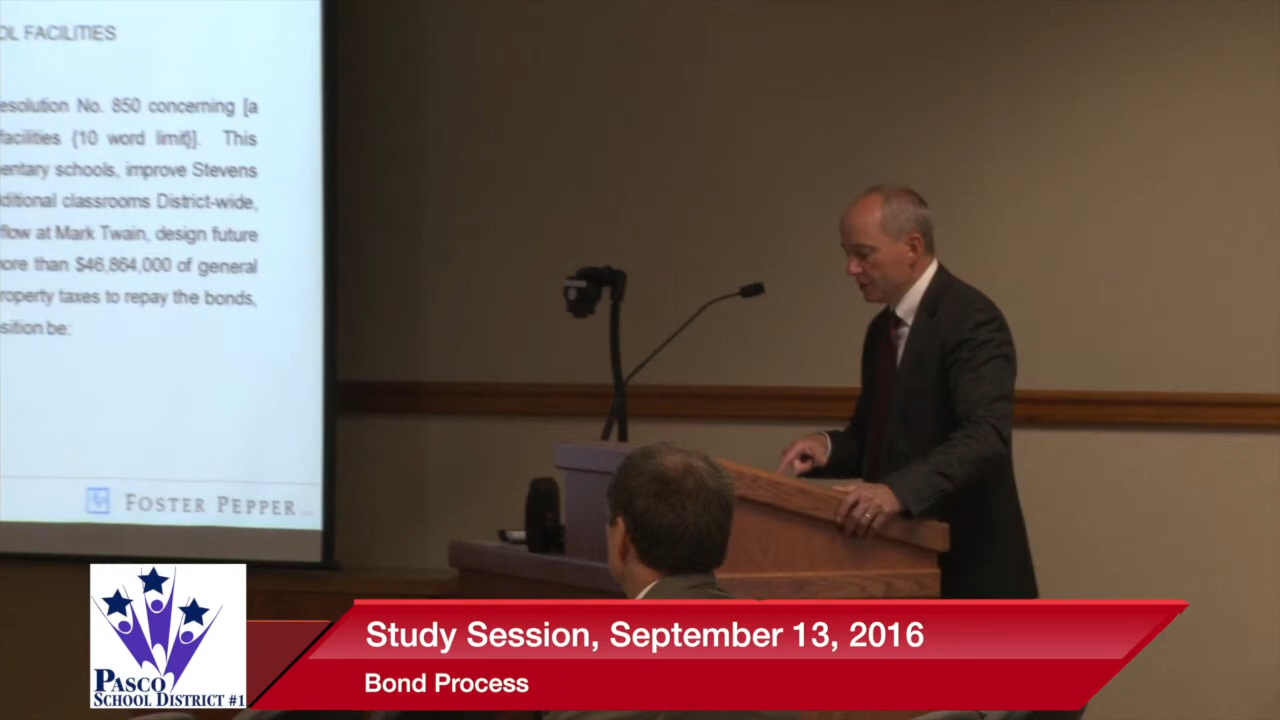 OL FACILITIES
esolution No. 850 concerning [a
facilities (10 word limit)]. This
entary schools, improve Stevens
ditional classrooms District-wide,
flow at Mark Twain, design future
ore than $46,864,000 of general
roperty taxes to repay the bonds,
sition be:
FOSTER PEPPER
Study Session, September 13, 2016
Bond Process
PASCO
SCHOOL DISTRICT #1